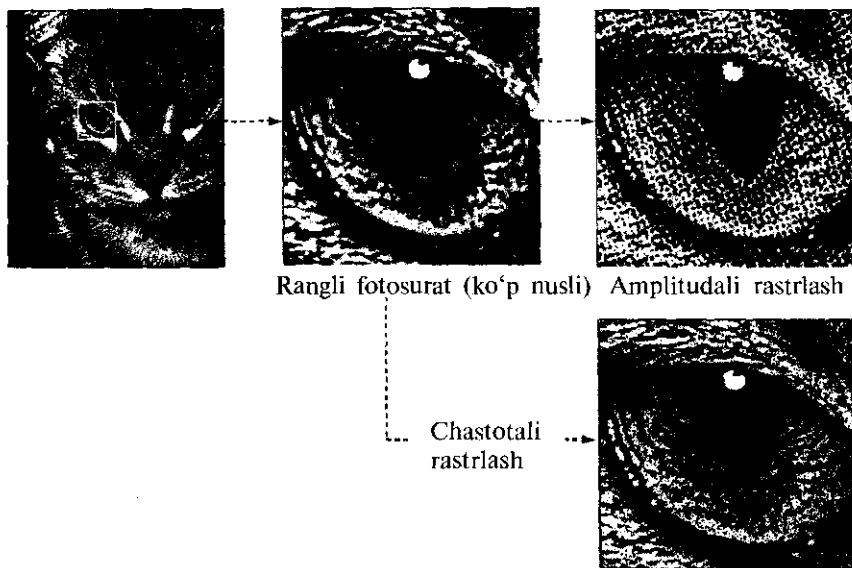 Rangli fotosurat (ko‘p nusli)
Amplitudali rastrlash
Chastotali
rastrlash